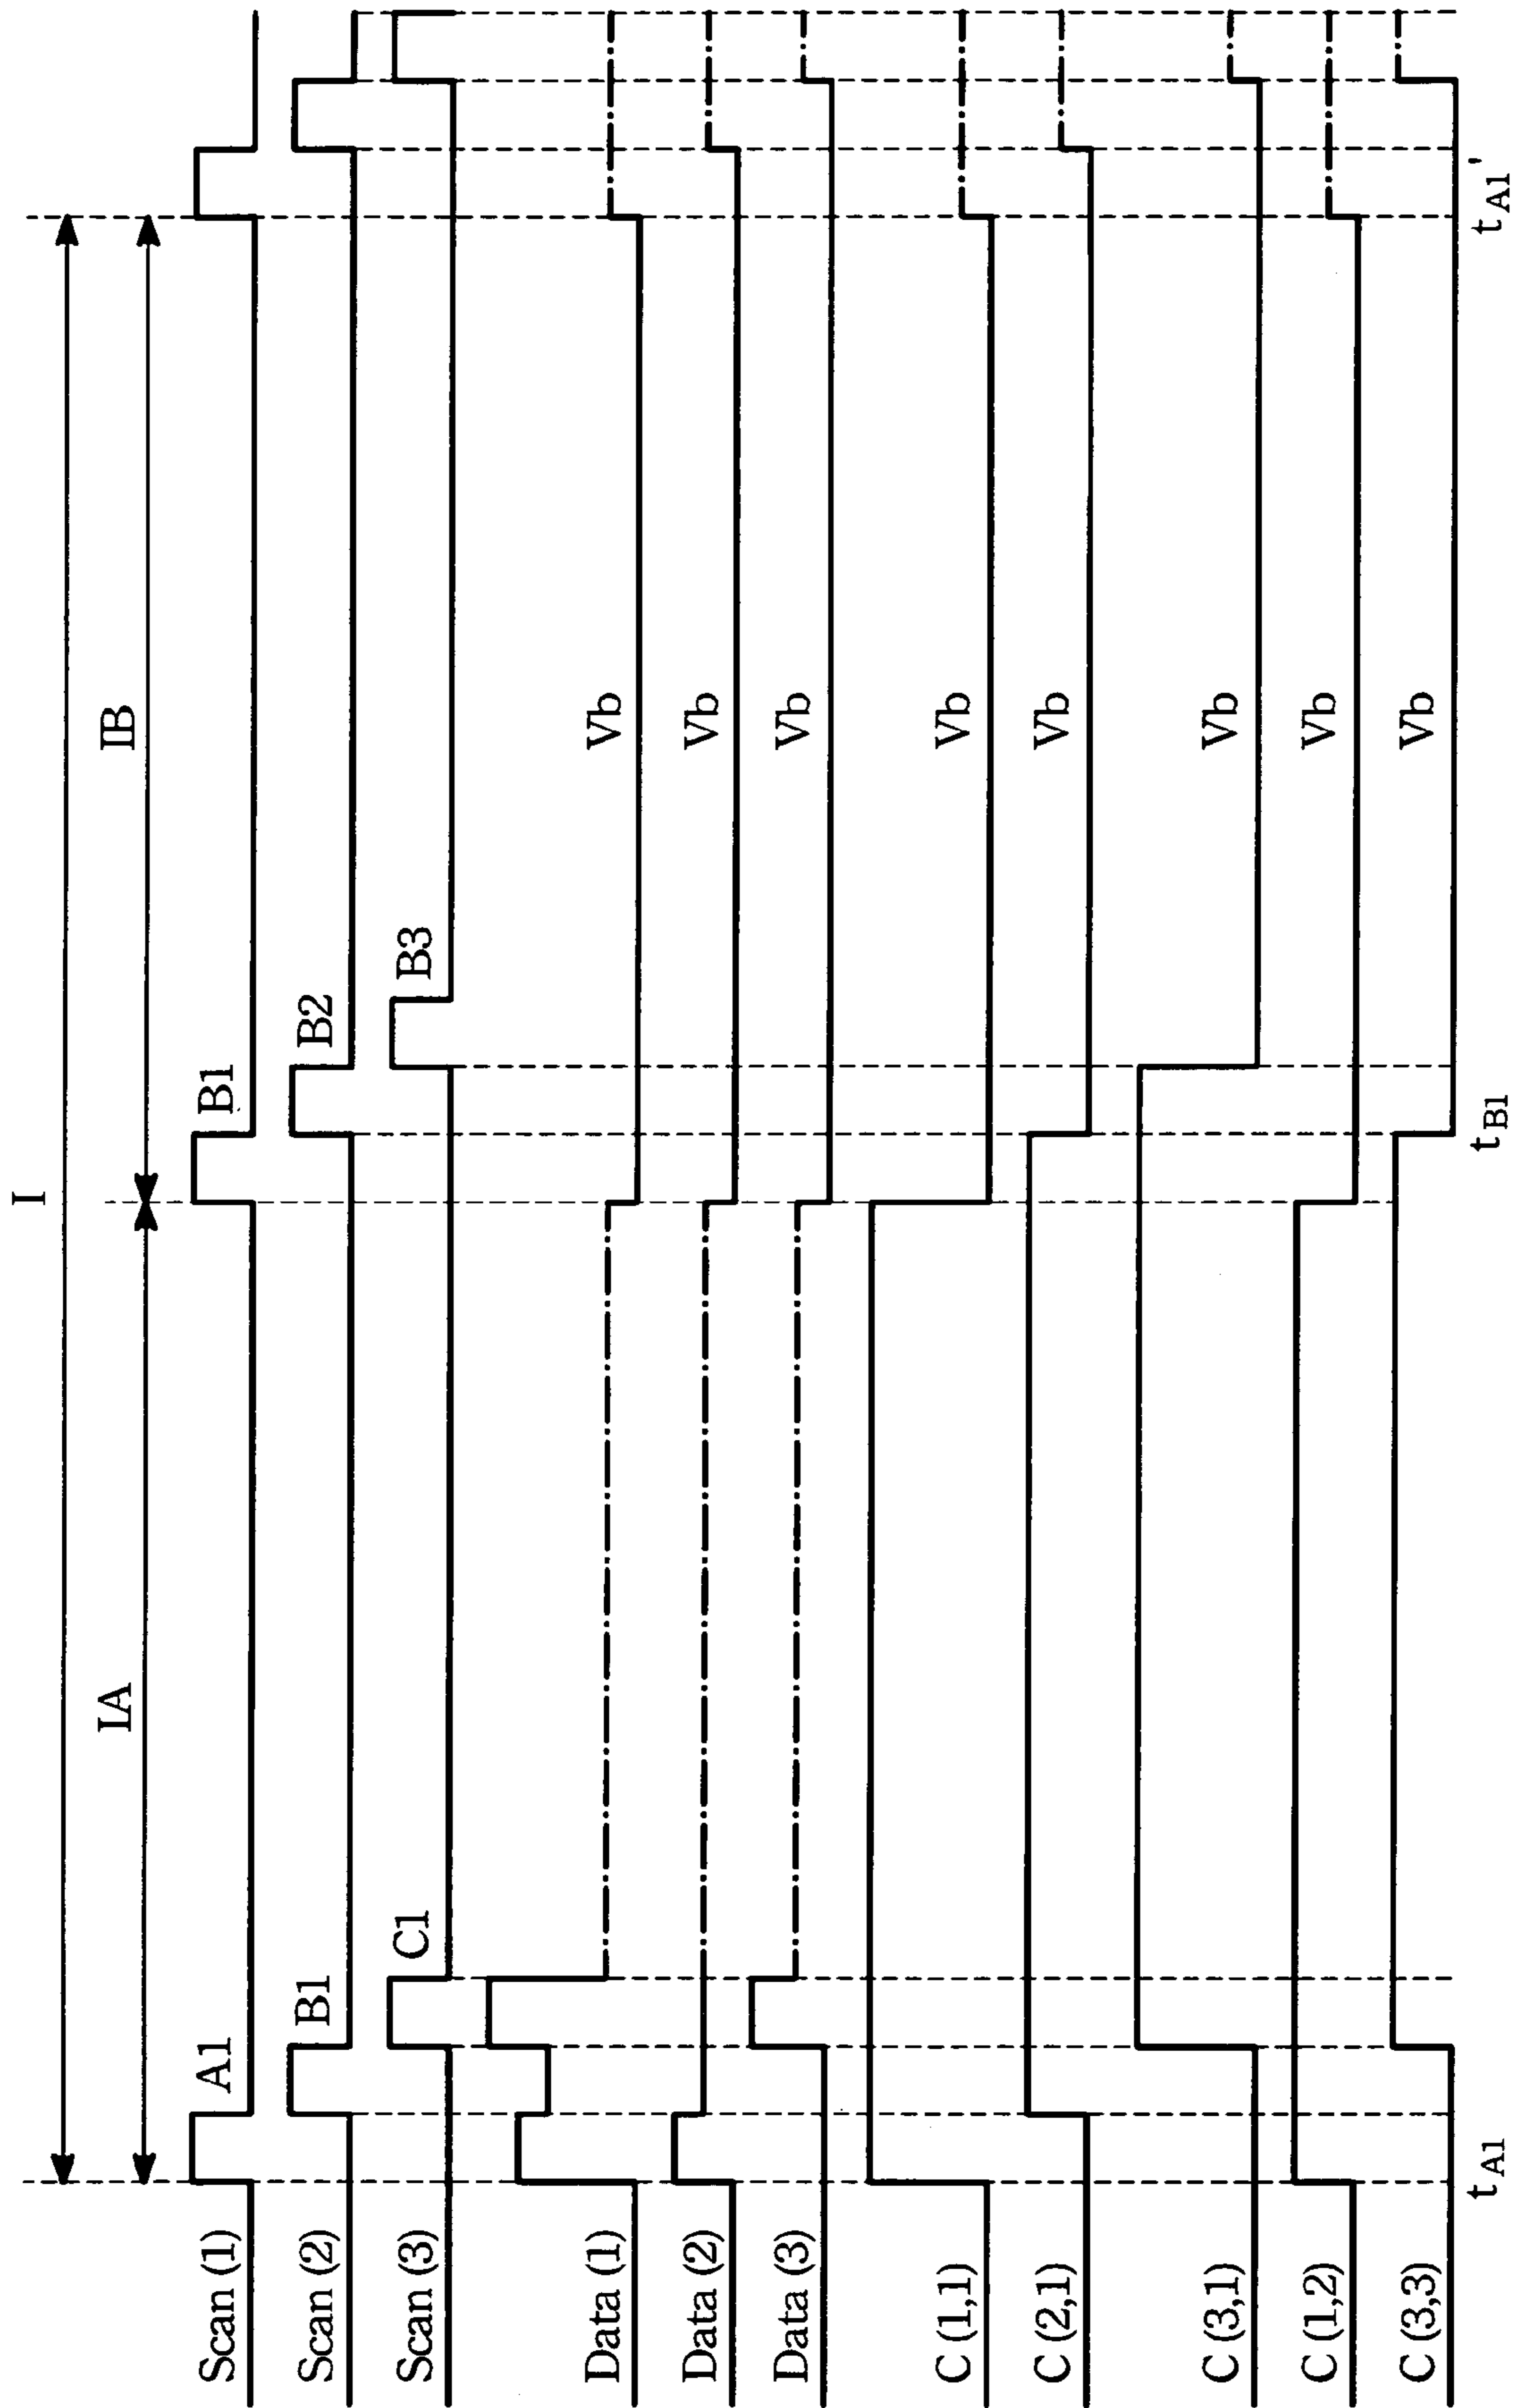 I
IA IB
Scan (1) A1 B1
Scan (2) B1 B2
Scan (3) C1 B3
Data (1) Vb
Data (2) Vb
Data (3) Vb
C (1,1) Vb
C (2,1) Vb
C (3,1) Vb
C (1,2) Vb
C (3,3) Vb
tA1 tB1 tA1'